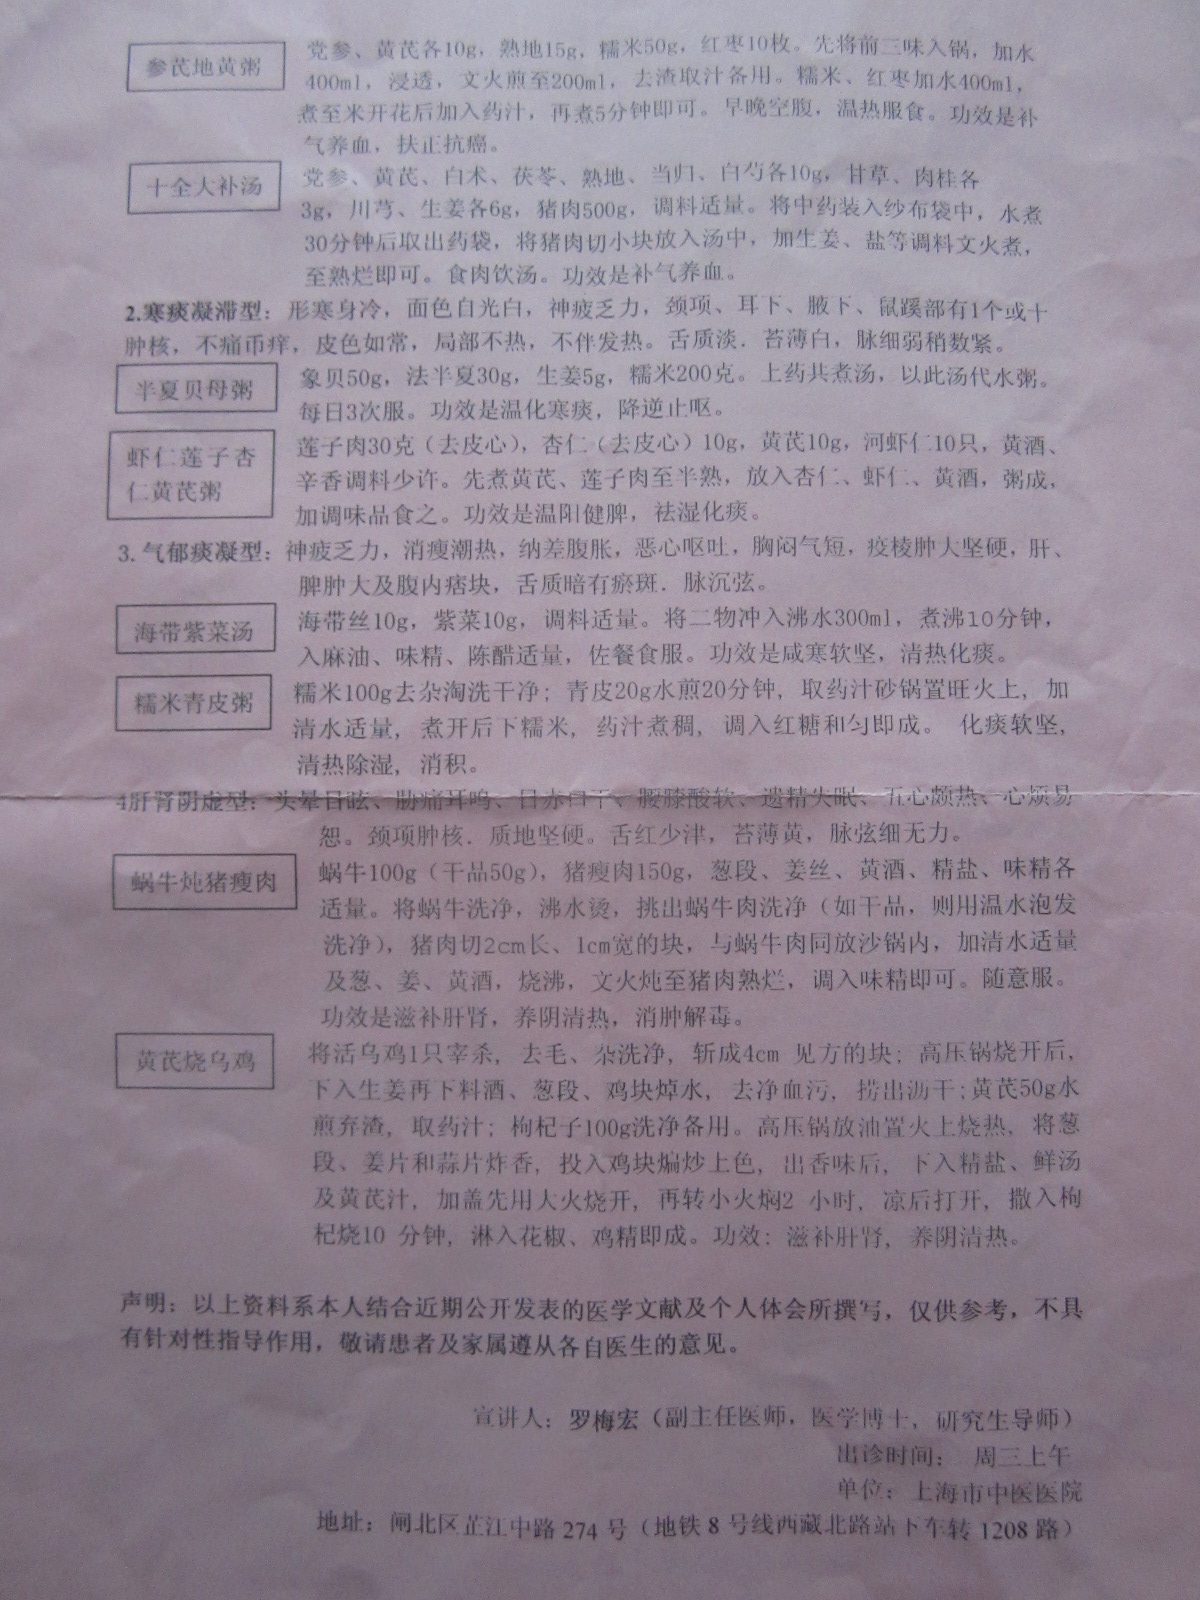 参芪地黄粥
党参、黄芪各10g，熟地15g，糯米50g，红枣10枚。先将前三味入锅，加水
400ml，浸透，文火煎至200ml，去渣取汁备用。糯米、红枣加水400ml，
煮至米开花后加入药汁，再煮5分钟即可。早晚空腹，温热服食。功效是补
气养血，扶正抗癌。
十全大补汤
党参、黄芪、白术、茯苓、熟地、当归、白芍各10g，甘草、肉桂各
3g，川芎、生姜各6g，猪肉500g，调料适量。将中药装入纱布袋中，水煮
30分钟后取出药袋，将猪肉切小块放入汤中，加生姜、盐等调料文火煮，
至熟烂即可。食肉饮汤。功效是补气养血。
2.寒痰凝滞型：形寒身冷，面色白光白，神疲乏力，颈项、耳下、腋下、鼠蹊部有1个或十
肿核，不痛而痒，皮色如常，局部不热，不伴发热。舌质淡．苔薄白，脉细弱稍数紧。
半夏贝母粥
象贝50g，法半夏30g，生姜5g，糯米200克。上药共煮汤，以此汤代水粥。
每日3次服。功效是温化寒痰，降逆止呕。
虾仁莲子杏
仁黄芪粥
莲子肉30克（去皮心），杏仁（去皮心）10g，黄芪10g，河虾仁10只，黄酒、
辛香调料少许。先煮黄芪、莲子肉至半熟，放入杏仁、虾仁、黄酒，粥成，
加调味品食之。功效是温阳健脾，祛湿化痰。
3. 气郁痰凝型：神疲乏力，消瘦潮热，纳差腹胀，恶心呕吐，胸闷气短，疫棱肿大坚硬，肝、
脾肿大及腹内痞块，舌质暗有瘀斑．脉沉弦。
海带紫菜汤
海带丝10g，紫菜10g，调料适量。将二物冲入沸水300ml，煮沸10分钟，
入麻油、味精、陈醋适量，佐餐食服。功效是咸寒软坚，清热化痰。
糯米青皮粥
糯米100g去杂淘洗干净；青皮20g水煎20分钟，取药汁砂锅置旺火上，加
清水适量，煮开后下糯米，药汁煮稠，调入红糖和匀即成。 化痰软坚，
清热除湿，消积。
4肝肾阴虚型：头晕目眩、胁痛耳鸣、目赤口干、腰膝酸软、遗精失眠、五心颇热、心烦易
恕。颈项肿核．质地坚硬。舌红少津，苔薄黄，脉弦细无力。
蜗牛炖猪瘦肉
蜗牛100g（干品50g），猪瘦肉150g，葱段、姜丝、黄酒、精盐、味精各
适量。将蜗牛洗净，沸水烫，挑出蜗牛肉洗净（如干品，则用温水泡发
洗净），猪肉切2cm长、1cm宽的块，与蜗牛肉同放沙锅内，加清水适量
及葱、姜、黄酒，烧沸，文火炖至猪肉熟烂，调入味精即可。随意服。
功效是滋补肝肾，养阴清热，消肿解毒。
黄芪烧乌鸡
将活乌鸡1只宰杀，去毛、杂洗净，斩成4cm 见方的块；高压锅烧开后，
下入生姜再下料酒、葱段、鸡块焯水，去净血污，捞出沥干；黄芪50g水
煎弃渣，取药汁；枸杞子100g洗净备用。高压锅放油置火上烧热，将葱
段、姜片和蒜片炸香，投入鸡块煸炒上色，出香味后，下入精盐、鲜汤
及黄芪汁，加盖先用大火烧开，再转小火焖2 小时，凉后打开，撒入枸
杞烧10 分钟，淋入花椒、鸡精即成。功效：滋补肝肾，养阴清热。
声明：以上资料系本人结合近期公开发表的医学文献及个人体会所撰写，仅供参考，不具
有针对性指导作用，敬请患者及家属遵从各自医生的意见。
宣讲人：罗梅宏（副主任医师，医学博士，研究生导师）
出诊时间： 周三上午
单位：上海市中医医院
地址：闸北区芷江中路 274 号（地铁 8 号线西藏北路站下车转 1208 路）